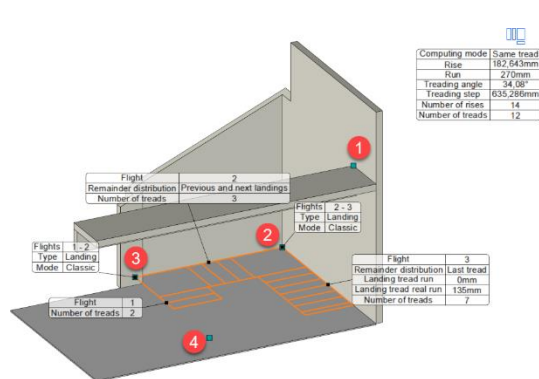 Computing mode Same tread
Rise 182,643mm
Run 270mm
Treading angle 34,08°
Treading step 635,286mm
Number of rises 14
Number of treads 12
1
Flight 2
Remainder distribution Previous and next landings
Number of treads 3
Flights 2 - 3
Type Landing
Mode Classic
2
Flights 1 - 2
Type Landing
Mode Classic
3
Flight 3
Remainder distribution Last tread
Landing tread run 0mm
Landing tread real run 135mm
Number of treads 7
Flight 1
Number of treads 2
4